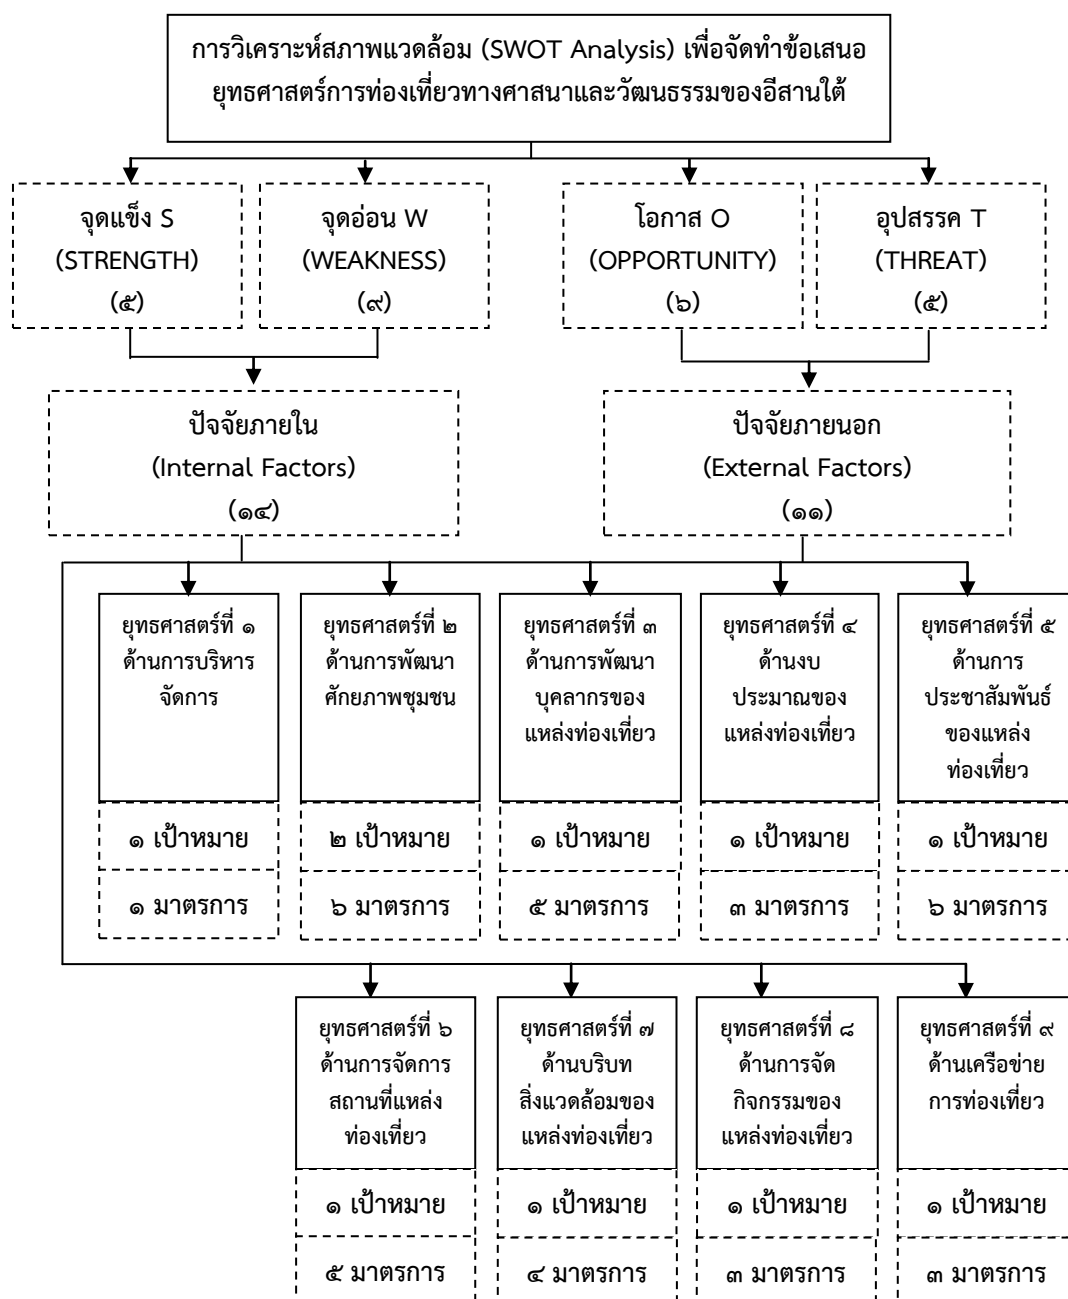 การวิเคราะห์สภาพแวดล้อม (SWOT Analysis) เพื่อจัดทำข้อเสนอ
ยุทธศาสตร์การท่องเที่ยวทางศาสนาและวัฒนธรรมของอีสานใต้
จุดแข็ง S
(STRENGTH)
(๕)
จุดอ่อน W
(WEAKNESS)
(๙)
โอกาส O
(OPPORTUNITY)
(๖)
อุปสรรค T
(THREAT)
(๕)
ปัจจัยภายใน
(Internal Factors)
(๑๔)
ปัจจัยภายนอก
(External Factors)
(๑๑)
ยุทธศาสตร์ที่ ๑
ด้านการบริหาร
จัดการ
๑ เป้าหมาย
๑ มาตรการ
ยุทธศาสตร์ที่ ๒
ด้านการพัฒนา
ศักยภาพชุมชน
๒ เป้าหมาย
๖ มาตรการ
ยุทธศาสตร์ที่ ๓
ด้านการพัฒนา
บุคลากรของ
แหล่งท่องเที่ยว
๑ เป้าหมาย
๕ มาตรการ
ยุทธศาสตร์ที่ ๔
ด้านงบ
ประมาณของ
แหล่งท่องเที่ยว
๑ เป้าหมาย
๓ มาตรการ
ยุทธศาสตร์ที่ ๕
ด้านการ
ประชาสัมพันธ์
ของแหล่ง
ท่องเที่ยว
๑ เป้าหมาย
๖ มาตรการ
ยุทธศาสตร์ที่ ๖
ด้านการจัดการ
สถานที่แหล่ง
ท่องเที่ยว
๑ เป้าหมาย
๕ มาตรการ
ยุทธศาสตร์ที่ ๗
ด้านบริบท
สิ่งแวดล้อมของ
แหล่งท่องเที่ยว
๑ เป้าหมาย
๔ มาตรการ
ยุทธศาสตร์ที่ ๘
ด้านการจัด
กิจกรรมของ
แหล่งท่องเที่ยว
๑ เป้าหมาย
๓ มาตรการ
ยุทธศาสตร์ที่ ๙
ด้านเครือข่าย
การท่องเที่ยว
๑ เป้าหมาย
๓ มาตรการ